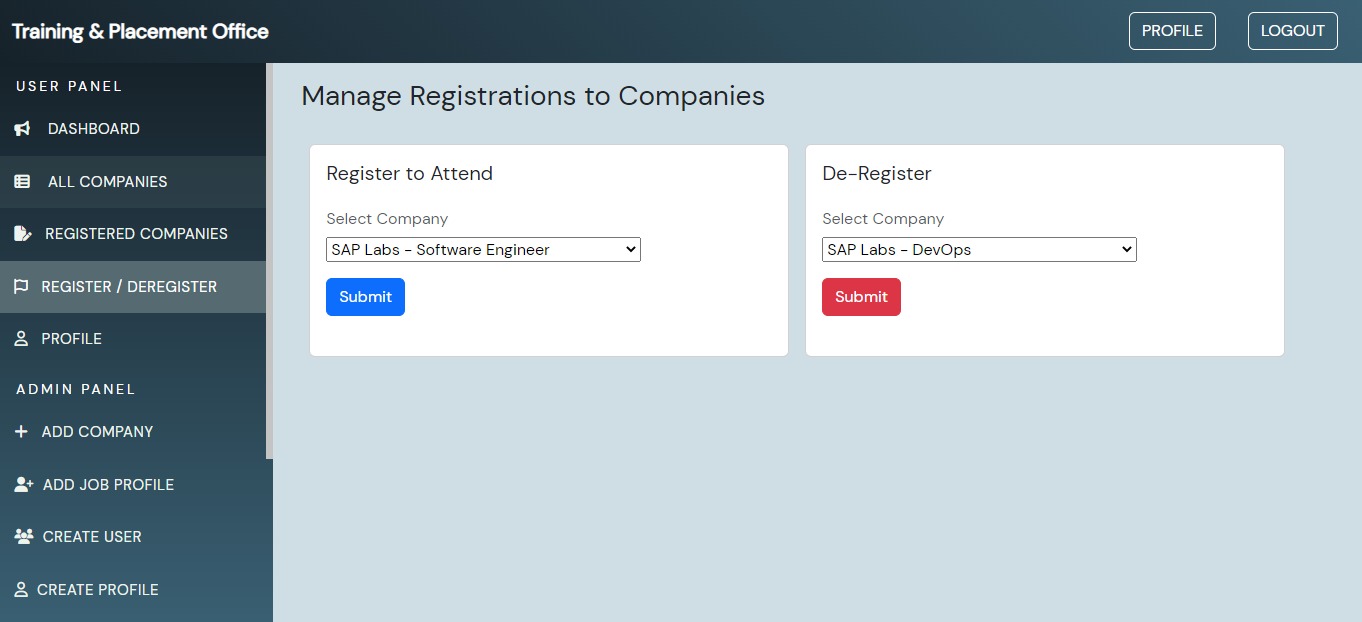 Training & Placement Office
PROFILE
LOGOUT
USER PANEL
DASHBOARD
ALL COMPANIES
REGISTERED COMPANIES
REGISTER / DEREGISTER
PROFILE
ADMIN PANEL
ADD COMPANY
ADD JOB PROFILE
CREATE USER
CREATE PROFILE
Manage Registrations to Companies
Register to Attend
Select Company
SAP Labs - Software Engineer
Submit
De-Register
Select Company
SAP Labs - DevOps
Submit